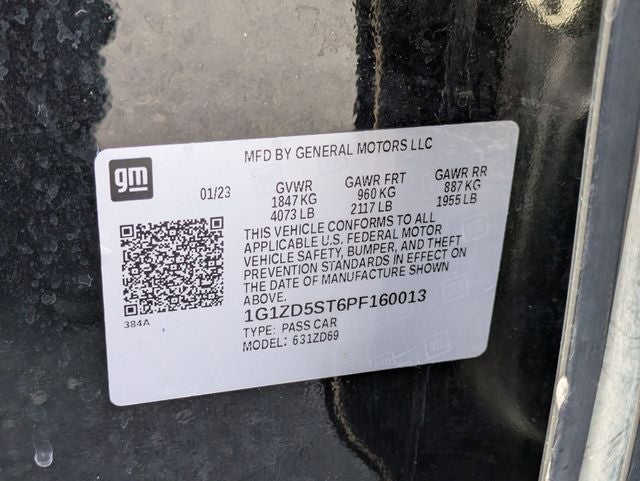 MFD BY GENERAL MOTORS LLC
gm
01/23
GVWR GAWR FRT GAWR RR
1847 KG 960 KG 887 KG
4073 LB 2117 LB 1955 LB
THIS VEHICLE CONFORMS TO ALL
APPLICABLE U.S. FEDERAL MOTOR
VEHICLE SAFETY, BUMPER, AND THEFT
PREVENTION STANDARDS IN EFFECT ON
THE DATE OF MANUFACTURE SHOWN
ABOVE.
384A
1G1ZD5ST6PF160013
TYPE: PASS CAR
MODEL: 631ZD69